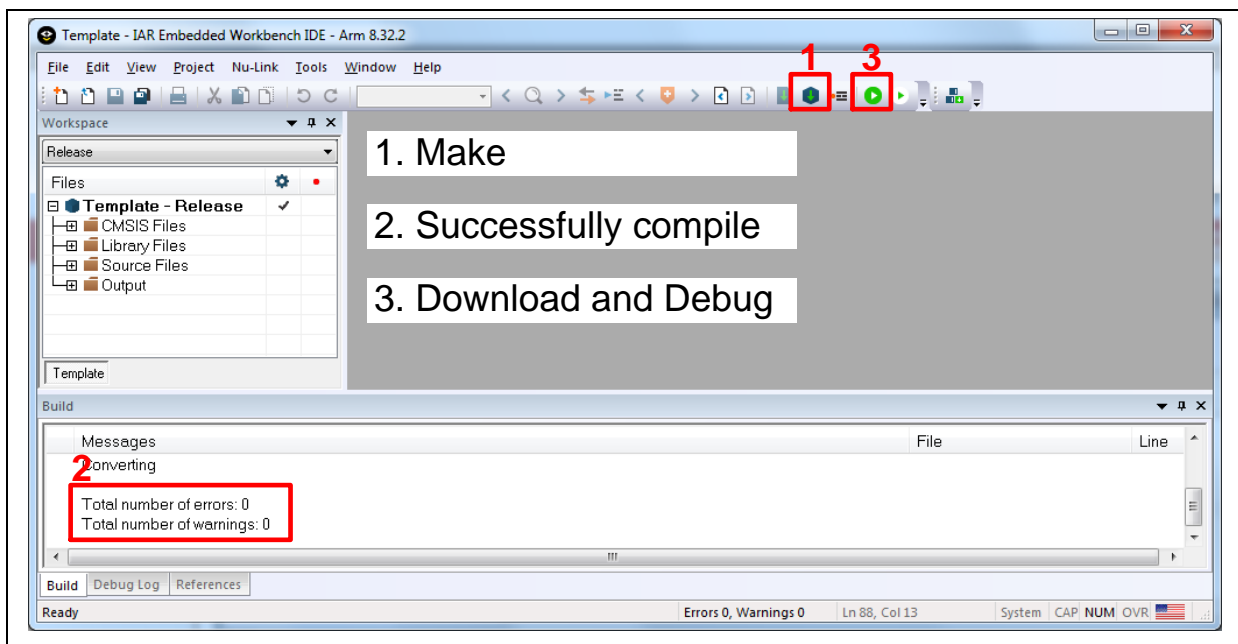 Template - IAR Embedded Workbench IDE - Arm 8.32.2
File Edit View Project Nu-Link Tools Window Help
1 3
Workspace
Release
Files
Template - Release
CMSIS Files
Library Files
Source Files
Output
Template
1. Make
2. Successfully compile
3. Download and Debug
Build
Messages File Line
Converting
2
Total number of errors: 0
Total number of warnings: 0
Build Debug Log References
Ready Errors 0, Warnings 0 Ln 88, Col 13 System CAP NUM OVR